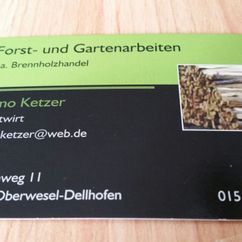 Forst- und Gartenarbeiten
a. Brennholzhandel
no Ketzer
twirt
ketzer@web.de
weg 11
Oberwesel-Dellhofen
015